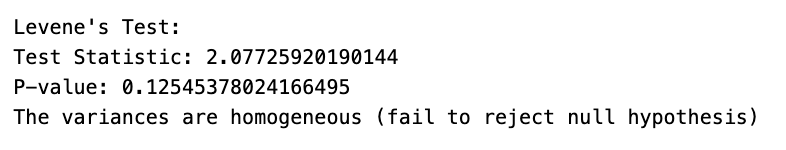 Levene's Test:
Test Statistic: 2.07725920190144
P-value: 0.12545378024166495
The variances are homogeneous (fail to reject null hypothesis)